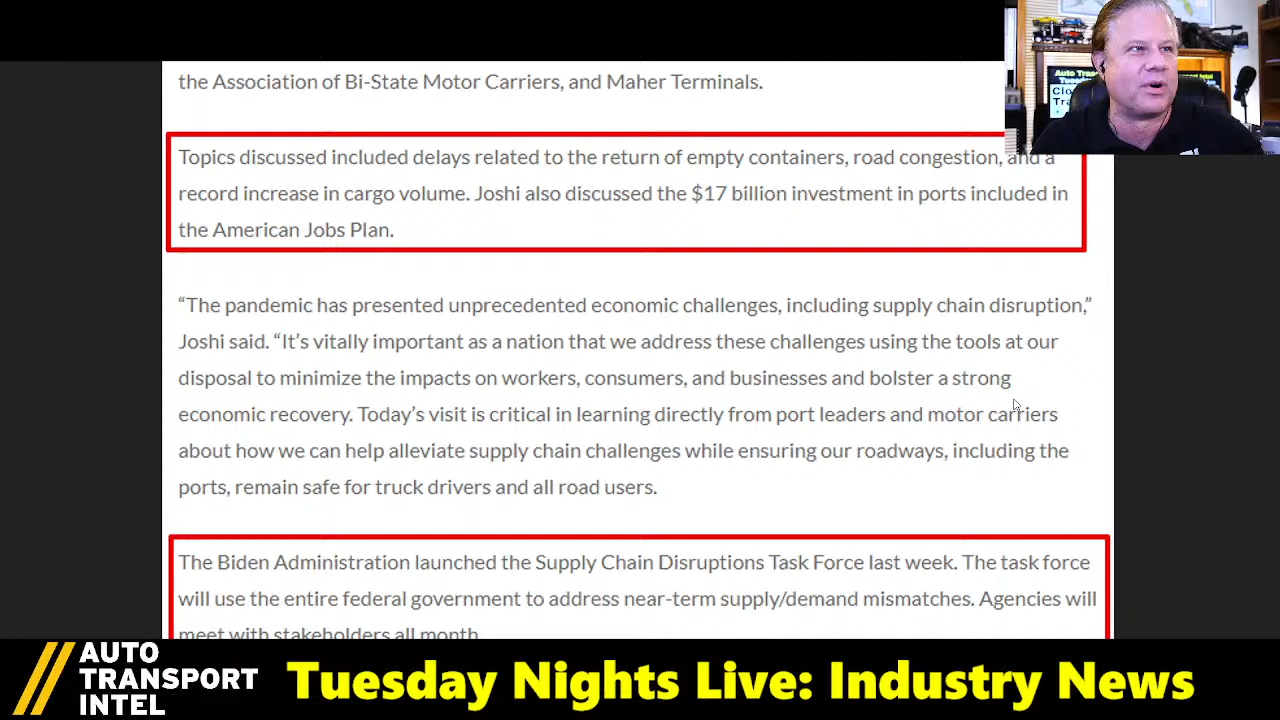 the Association of Bi-State Motor Carriers, and Maher Terminals.
Topics discussed included delays related to the return of empty containers, road congestion, and a
record increase in cargo volume. Joshi also discussed the $17 billion investment in ports included in
the American Jobs Plan.
“The pandemic has presented unprecedented economic challenges, including supply chain disruption,”
Joshi said. “It’s vitally important as a nation that we address these challenges using the tools at our
disposal to minimize the impacts on workers, consumers, and businesses and bolster a strong
economic recovery. Today’s visit is critical in learning directly from port leaders and motor carriers
about how we can help alleviate supply chain challenges while ensuring our roadways, including the
ports, remain safe for truck drivers and all road users.
The Biden Administration launched the Supply Chain Disruptions Task Force last week. The task force
will use the entire federal government to address near-term supply/demand mismatches. Agencies will
meet with stakeholders all month.
AUTO
TRANSPORT
INTEL
Tuesday Nights Live: Industry News